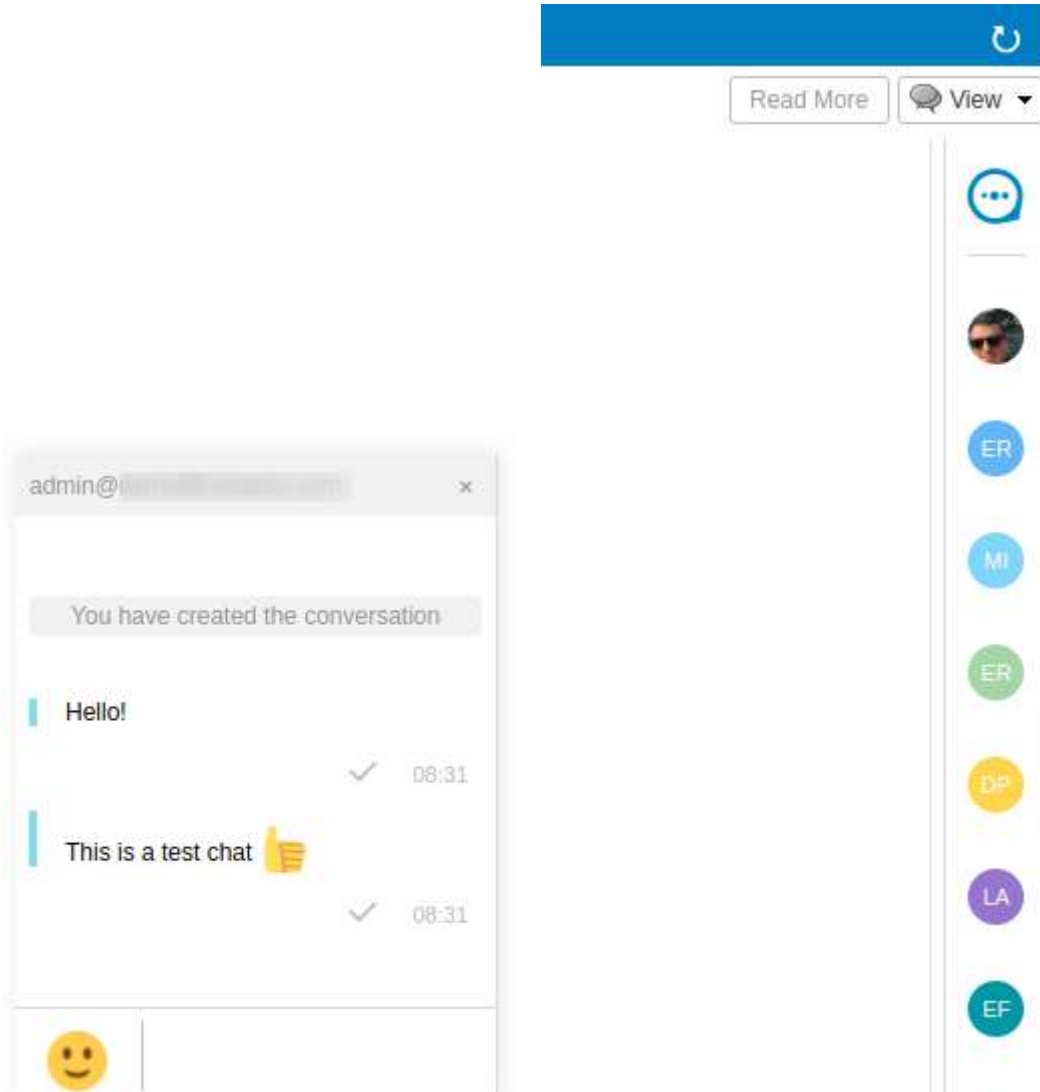 Read More
View
admin@
×
You have created the conversation
Hello!
08:31
This is a test chat
08:31
ER
MI
ER
DP
LA
EF